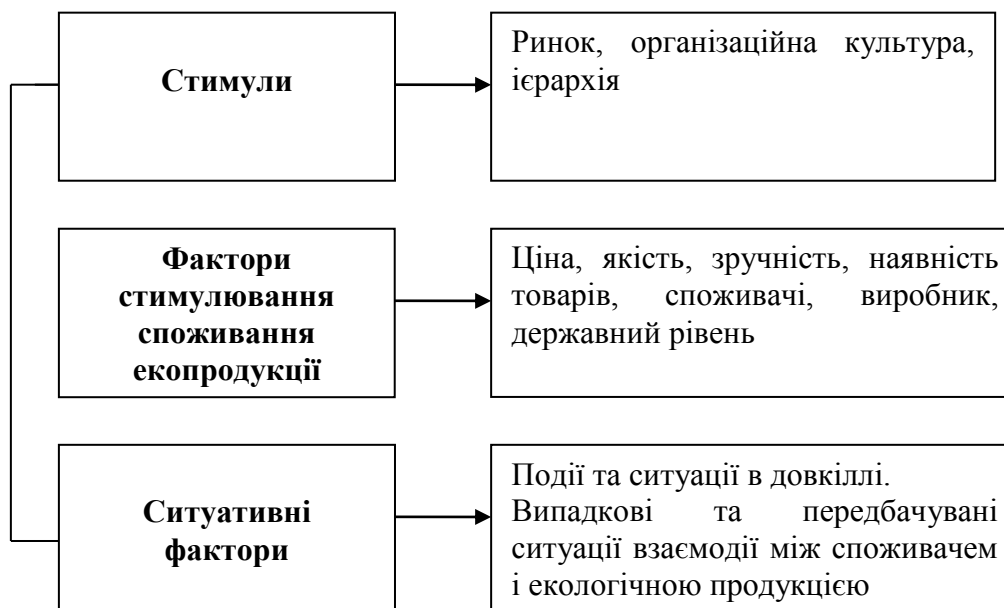 Стимули
Ринок, організаційна культура,
ієрархія
Фактори
стимулювання
споживання
екопродукції
Ціна, якість, зручність, наявність
товарів, споживачі, виробник,
державний рівень
Ситуативні
фактори
Події та ситуації в довкіллі.
Випадкові та передбачувані
ситуації взаємодії між споживачем
і екологічною продукцією